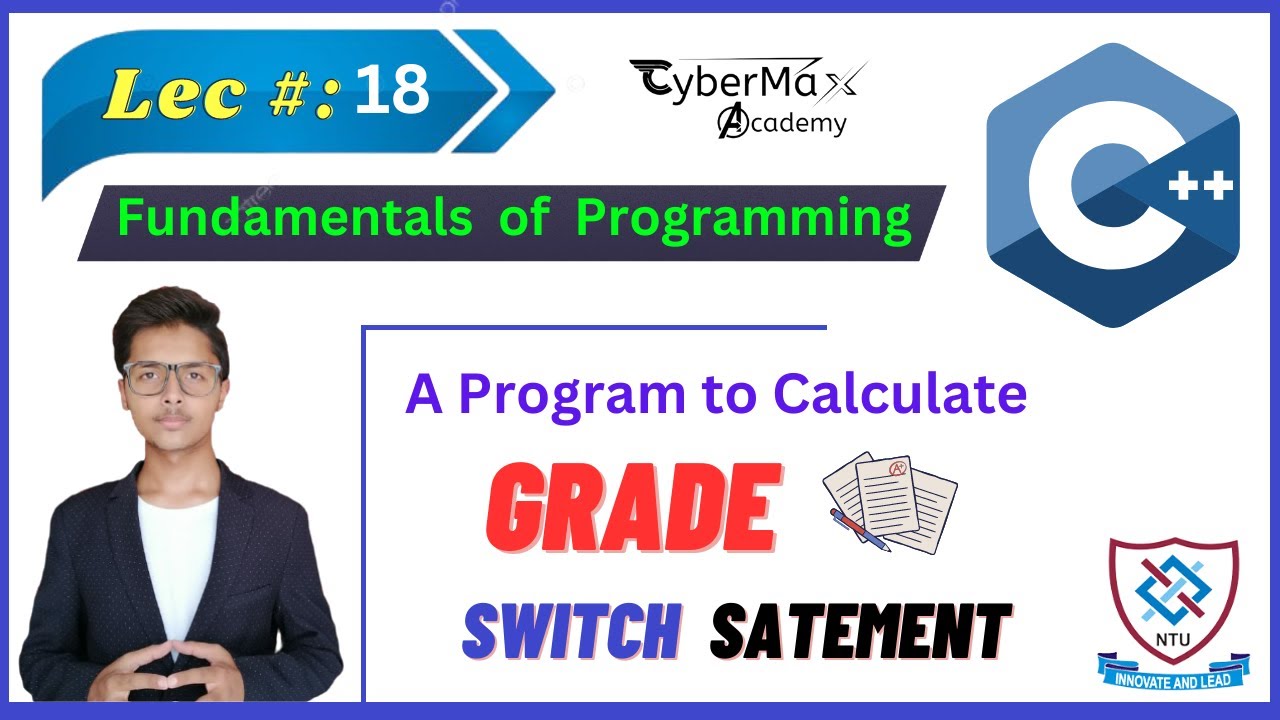 Lec #: 18
CyberMax
Academy
C++
Fundamentals of Programming
A Program to Calculate
GRADE
A+
SWITCH SATEMENT
NTU
INNOVATE AND LEAD